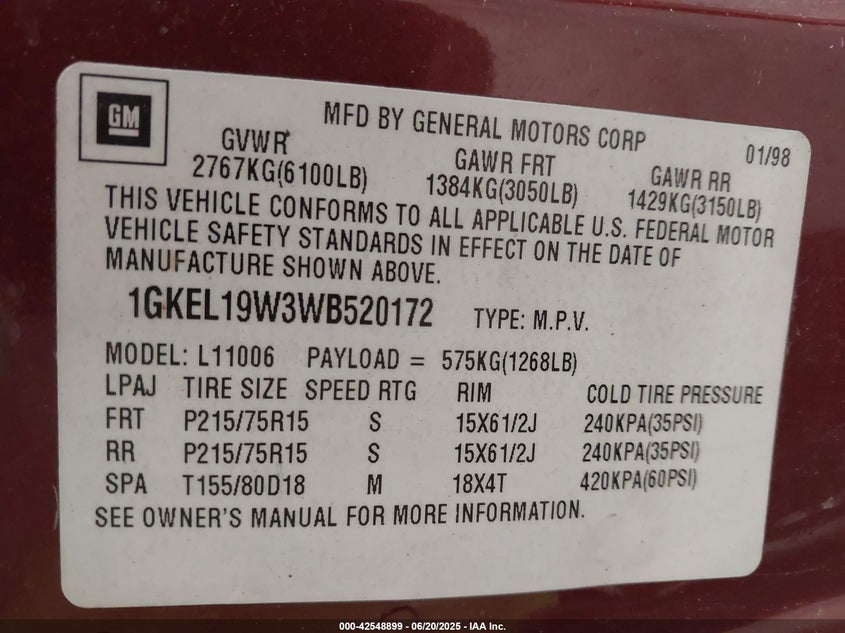 GM
MFD BY GENERAL MOTORS CORP 01/98
GVWR GAWR FRT GAWR RR
2767KG(6100LB) 1384KG(3050LB) 1429KG(3150LB)
THIS VEHICLE CONFORMS TO ALL APPLICABLE U.S. FEDERAL MOTOR
VEHICLE SAFETY STANDARDS IN EFFECT ON THE DATE OF
MANUFACTURE SHOWN ABOVE.
1GKEL19W3WB520172 TYPE: M.P.V.
MODEL: L11006 PAYLOAD = 575KG(1268LB)
LPAJ TIRE SIZE SPEED RTG RIM COLD TIRE PRESSURE
FRT P215/75R15 S 15X61/2J 240KPA(35PSI)
RR P215/75R15 S 15X61/2J 240KPA(35PSI)
SPA T155/80D18 M 18X4T 420KPA(60PSI)
SEE OWNER'S MANUAL FOR MORE INFORMATION.
000-42548899 - 06/20/2025 - IAA Inc.